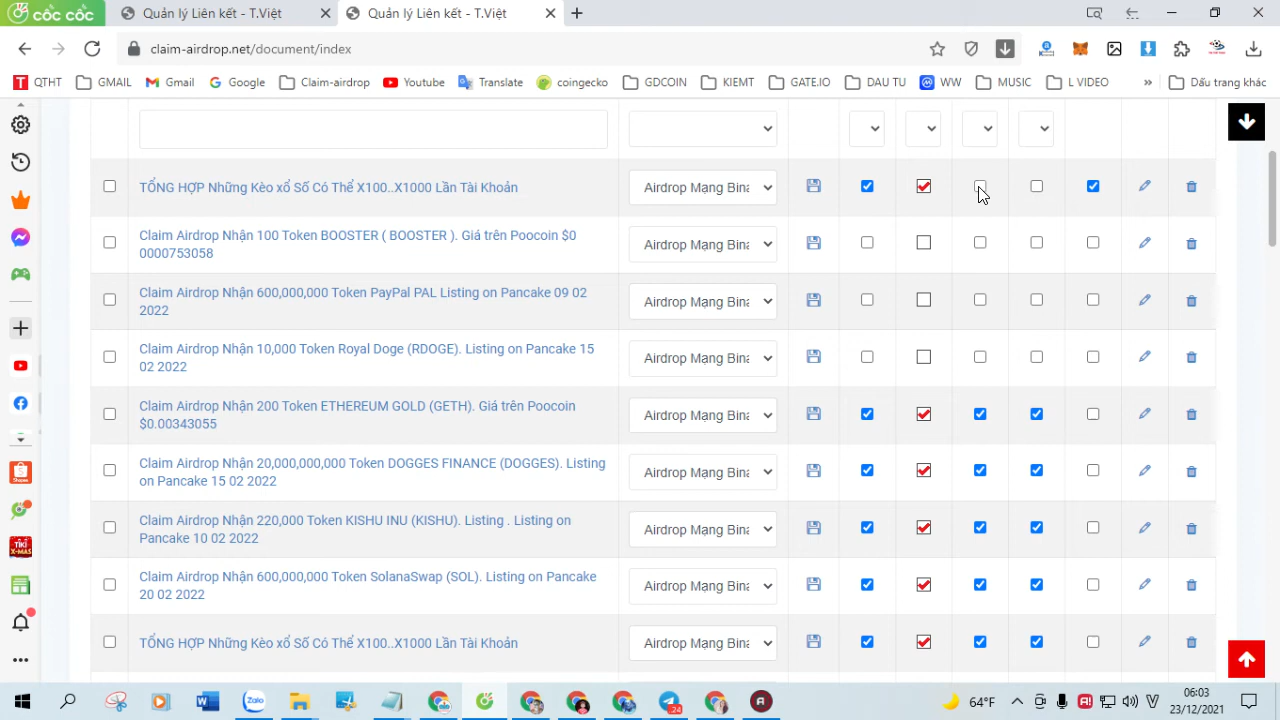 cốc cốc
Quản lý liên kết - T.Việt
Quản lý liên kết - T.Việt
claim-airdrop.net/document/index
QTHT
GMAIL
Gmail
Google
Claim-airdrop
Youtube
Translate
coingecko
GDCOIN
KIEMT
GATE.IO
DAU TU
WW
MUSIC
L VIDEO
»
Dấu trang khác
TỔNG HỢP Những Kèo xổ Số Có Thể X100..X1000 Lần Tài Khoản
Airdrop Mạng Bina
Claim Airdrop Nhận 100 Token BOOSTER ( BOOSTER ). Giá trên Poocoin $0
0000753058
Airdrop Mạng Bina
Claim Airdrop Nhận 600,000,000 Token PayPal PAL Listing on Pancake 09 02
2022
Airdrop Mạng Bina
Claim Airdrop Nhận 10,000 Token Royal Doge (RDOGE). Listing on Pancake 15
02 2022
Airdrop Mạng Bina
Claim Airdrop Nhận 200 Token ETHEREUM GOLD (GETH). Giá trên Poocoin
$0.00343055
Airdrop Mạng Bina
Claim Airdrop Nhận 20,000,000,000 Token DOGGES FINANCE (DOGGES). Listing
on Pancake 15 02 2022
Airdrop Mạng Bina
Claim Airdrop Nhận 220,000 Token KISHU INU (KISHU). Listing . Listing on
Pancake 10 02 2022
Airdrop Mạng Bina
Claim Airdrop Nhận 600,000,000 Token SolanaSwap (SOL). Listing on Pancake
20 02 2022
Airdrop Mạng Bina
TỔNG HỢP Những Kèo xổ Số Có Thể X100..X1000 Lần Tài Khoản
Airdrop Mạng Bina
64°F
06:03
23/12/2021